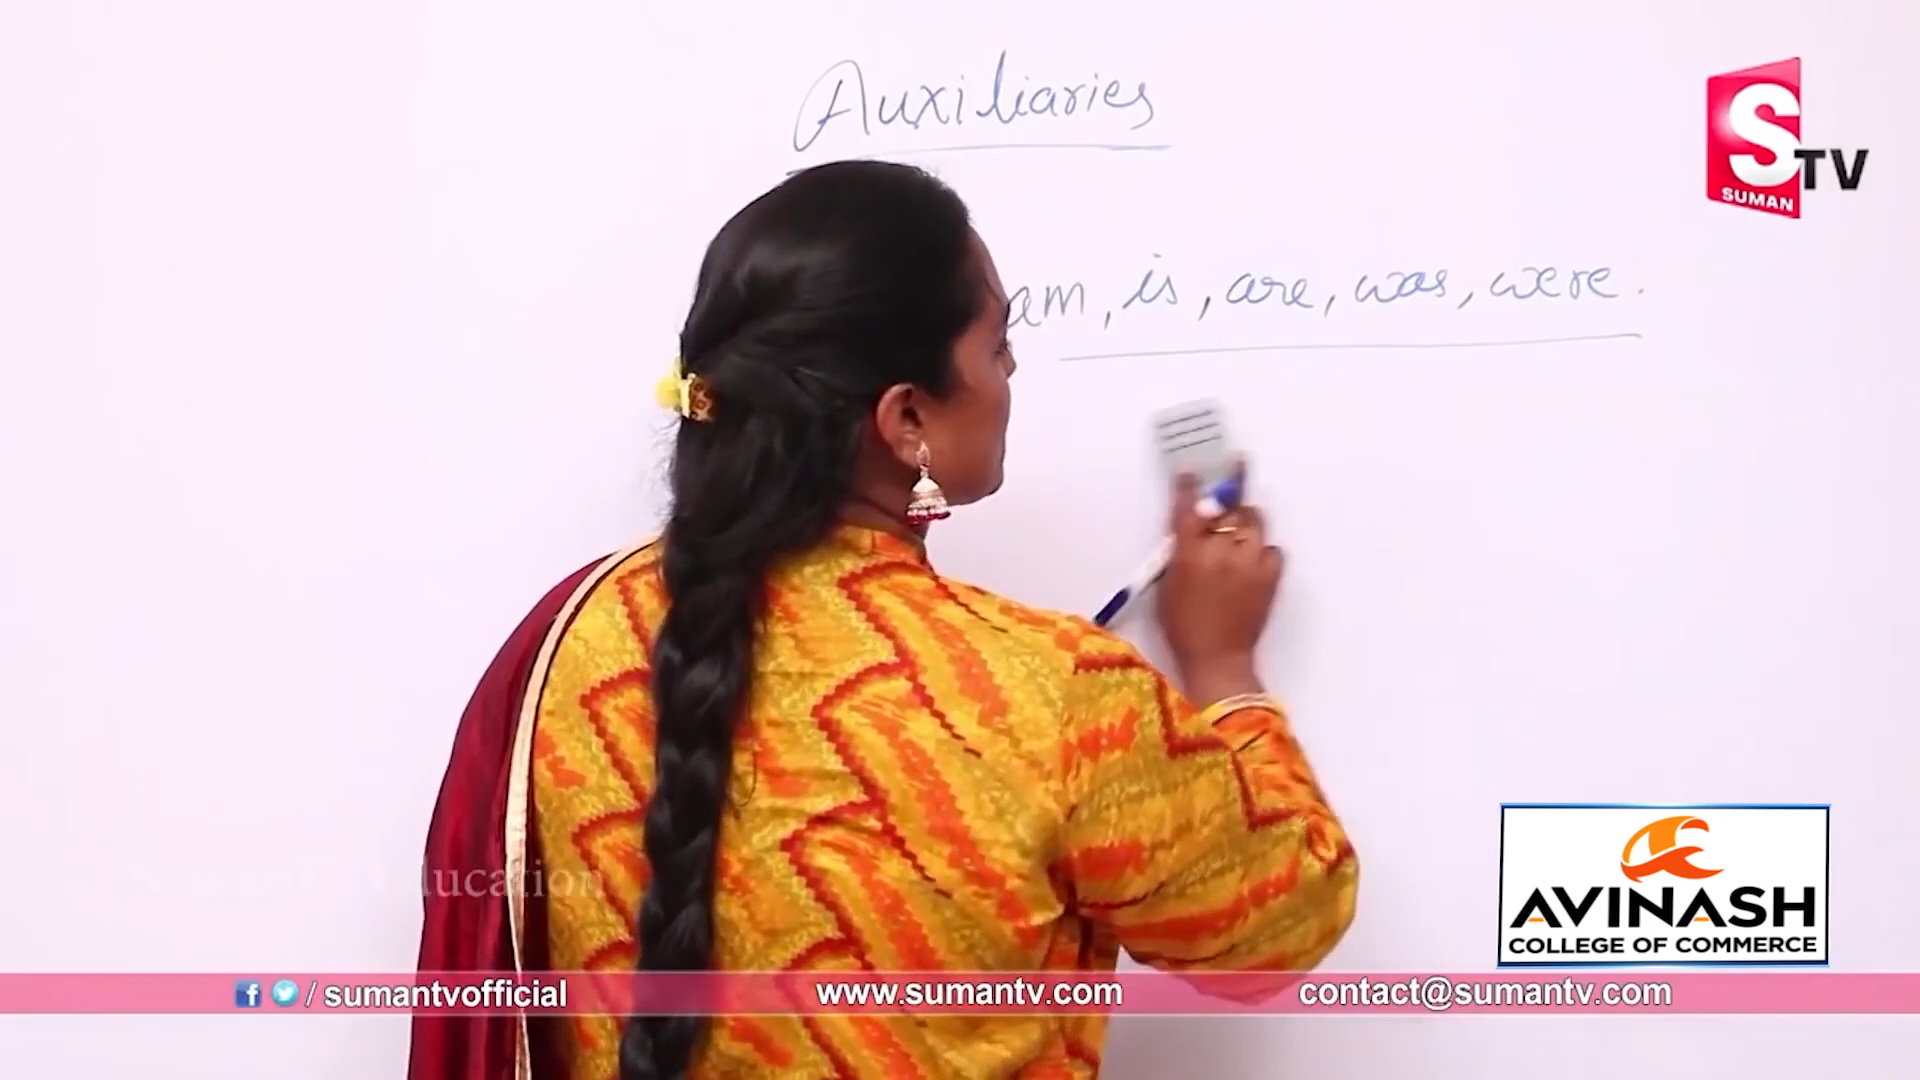 Auxiliaries
S TV
SUMAN
am, is, are, was, were.
ucation
AVINASH
COLLEGE OF COMMERCE
/ sumantvofficial
www.sumantv.com
contact@sumantv.com